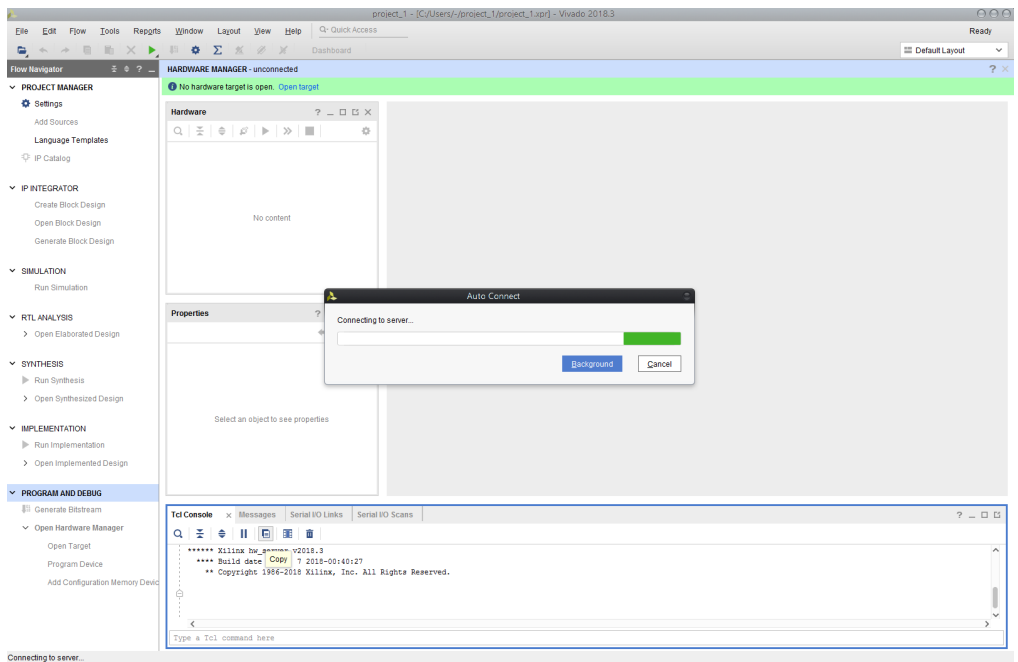 project_1 - [C:/Users/-/project_1/project_1.xpr] - Vivado 2018.3
File Edit Flow Tools Reports Window Layout View Help Quick Access
Ready
Dashboard
Default Layout
Flow Navigator
HARDWARE MANAGER - unconnected
No hardware target is open. Open target
PROJECT MANAGER
Settings
Add Sources
Language Templates
IP Catalog
IP INTEGRATOR
Create Block Design
Open Block Design
Generate Block Design
SIMULATION
Run Simulation
RTL ANALYSIS
Open Elaborated Design
SYNTHESIS
Run Synthesis
Open Synthesized Design
IMPLEMENTATION
Run Implementation
Open Implemented Design
PROGRAM AND DEBUG
Generate Bitstream
Open Hardware Manager
Open Target
Program Device
Add Configuration Memory Devic
Hardware
No content
Properties
Select an object to see properties
Auto Connect
Connecting to server...
Background
Cancel
Tcl Console Messages Serial I/O Links Serial I/O Scans
****** Xilinx hw_server v2018.3
**** Build date 7 2018-00:40:27
Copy
** Copyright 1986-2018 Xilinx, Inc. All Rights Reserved.
Type a Tcl command here
Connecting to server...